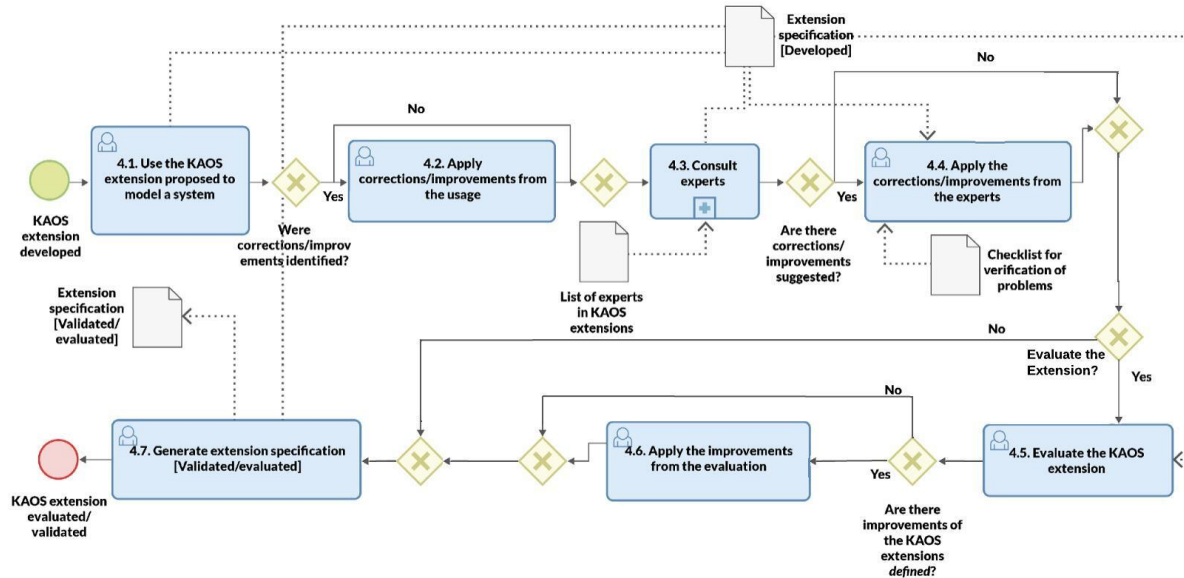 Extension
specification
[Developed]
No
No
4.1. Use the KAOS
extension proposed to
model a system
Yes
4.2. Apply
corrections/improvements from
the usage
4.3. Consult
experts
Yes
4.4. Apply the
corrections/improvements from
the experts
KAOS
extension
developed
Were
corrections/improv
ements identified?
Are there
corrections/
improvements
suggested?
Checklist for
verification of
problems
List of experts
in KAOS
extensions
Extension
specification
[Validated/
evaluated]
No
Evaluate the
Extension?
Yes
No
4.7. Generate extension specification
[Validated/evaluated]
4.6. Apply the improvements
from the evaluation
Yes
4.5. Evaluate the KAOS
extension
KAOS extension
evaluated/
validated
Are there
improvements of
the KAOS
extensions
defined?